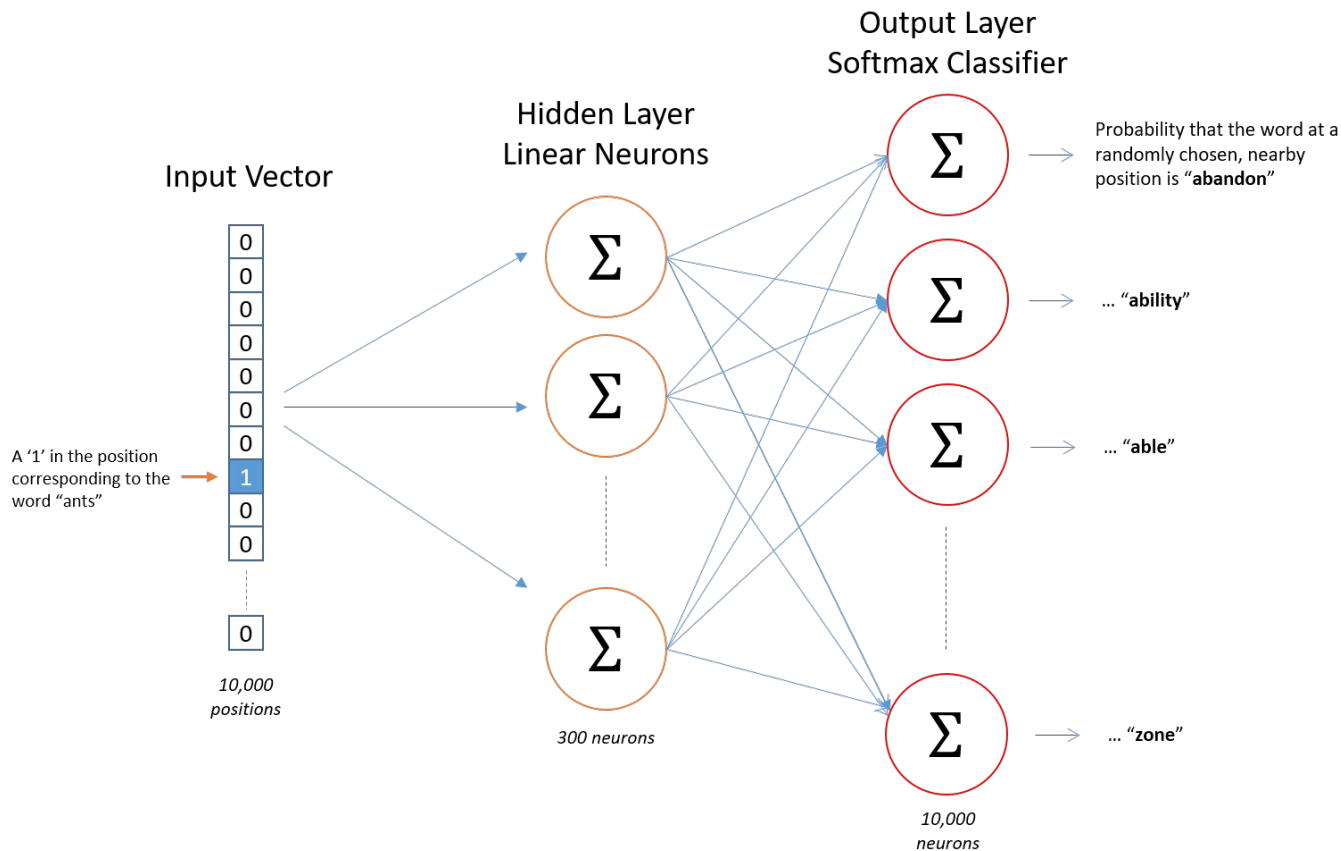 Output Layer
Softmax Classifier
Hidden Layer
Linear Neurons
Input Vector
0
0
0
0
0
0
0
1
0
0
0
A ‘1’ in the position
corresponding to the
word “ants”
10,000
positions
Σ
Σ
Σ
300 neurons
Σ
Σ
Σ
Σ
10,000
neurons
Probability that the word at a
randomly chosen, nearby
position is “abandon”
... “ability”
... “able”
... “zone”